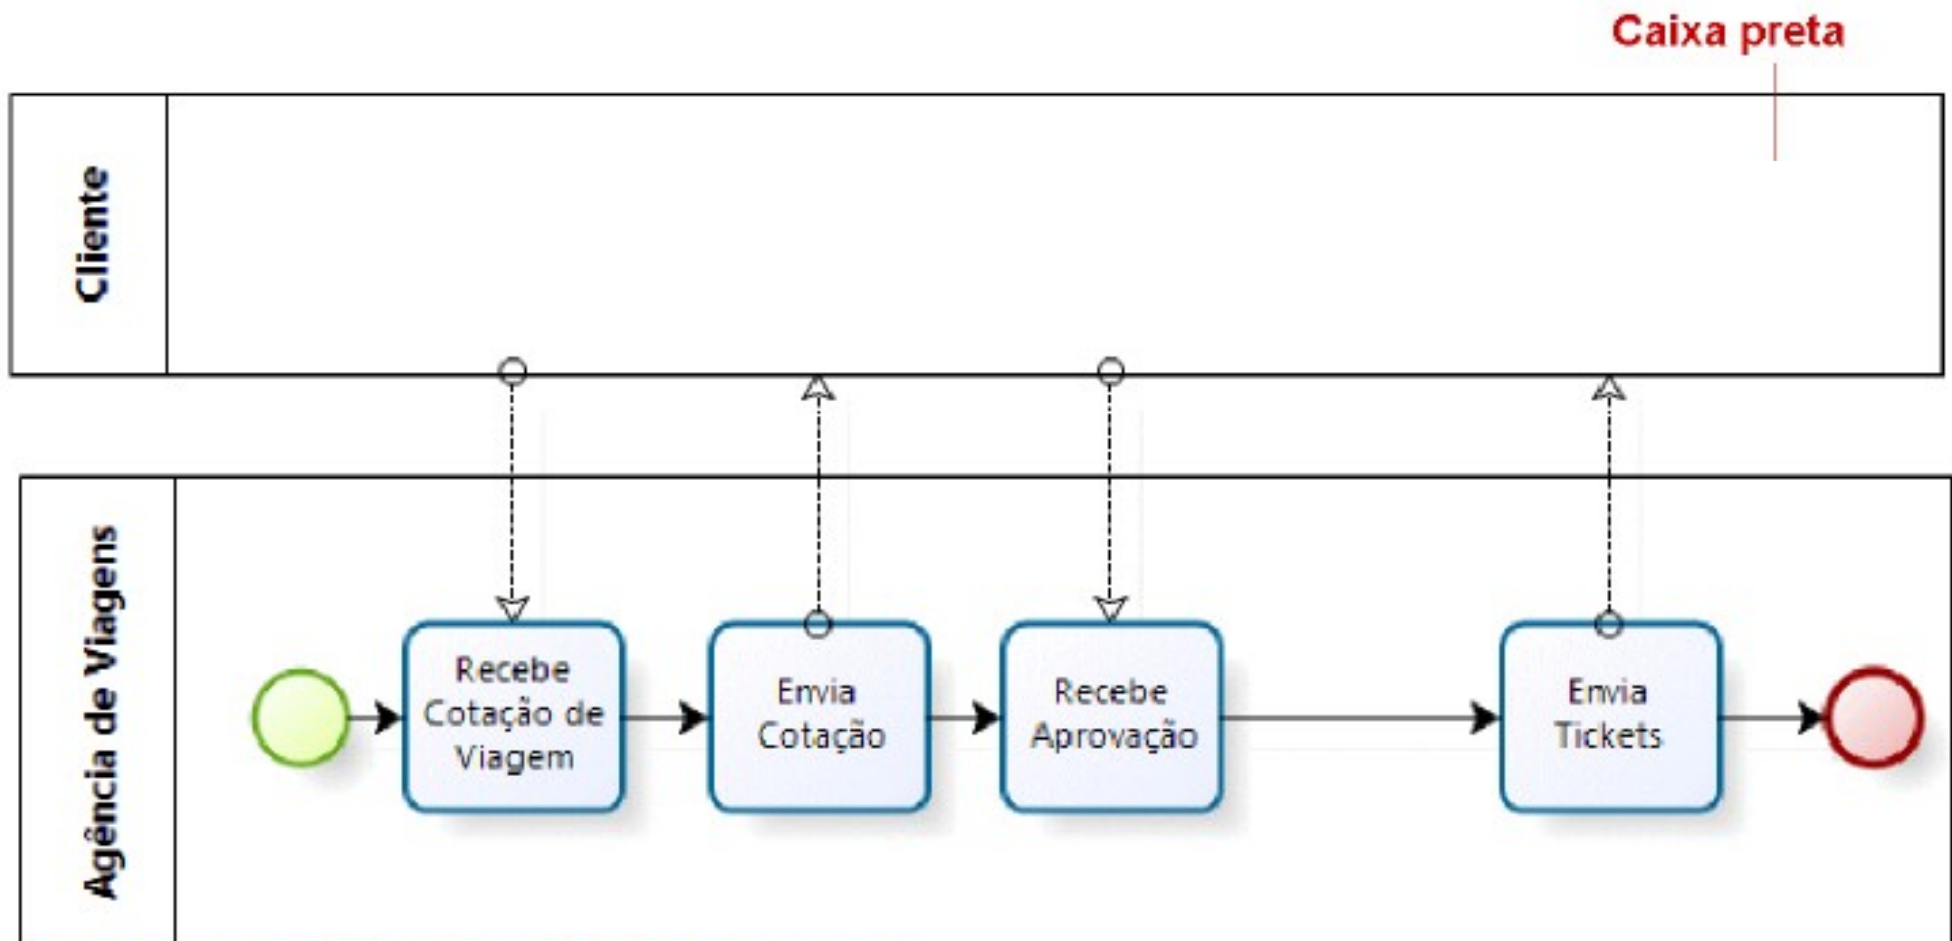 Caixa preta
Cliente
Agência de Viagens
Recebe
Cotação de
Viagem
Envia
Cotação
Recebe
Aprovação
Envia
Tickets